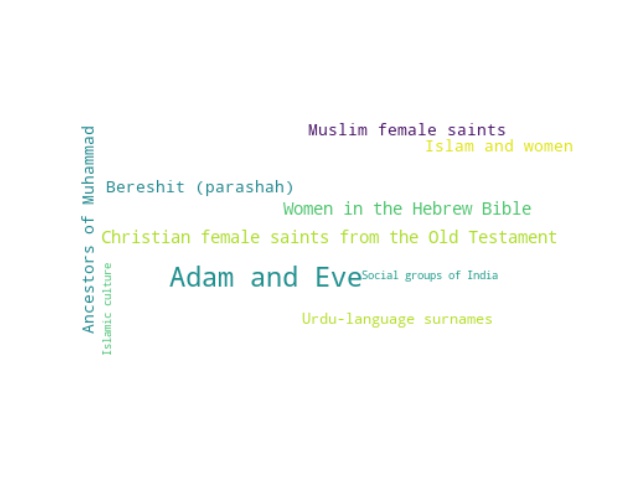 Muslim female saints
Islam and women
Ancestors of Muhammad
Bereshit (parashah)
Women in the Hebrew Bible
Christian female saints from the Old Testament
Islamic culture
Adam and Eve
Social groups of India
Urdu-language surnames